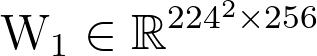 W₁ ∈ ℝ^{224² × 256}